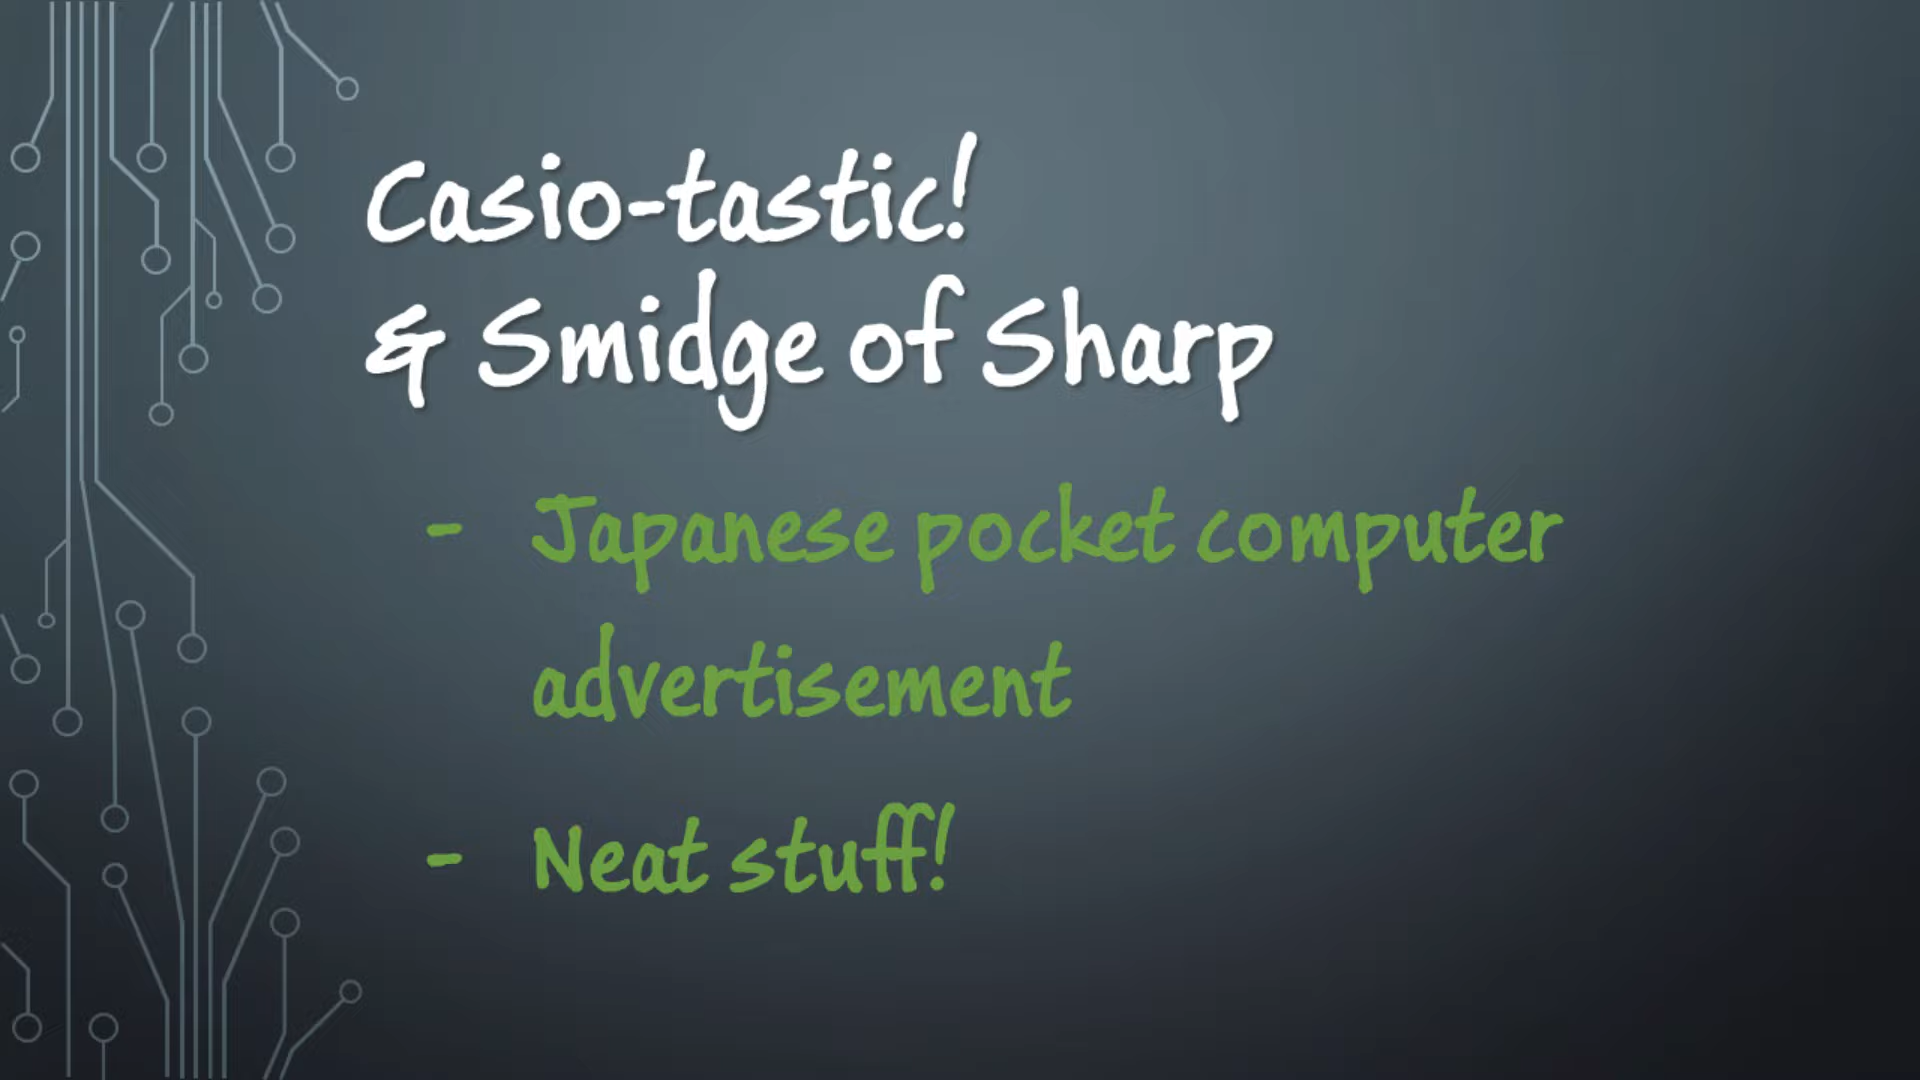 Casio-tastic!
& Smidge of Sharp
- Japanese pocket computer
advertisement
- Neat stuff!